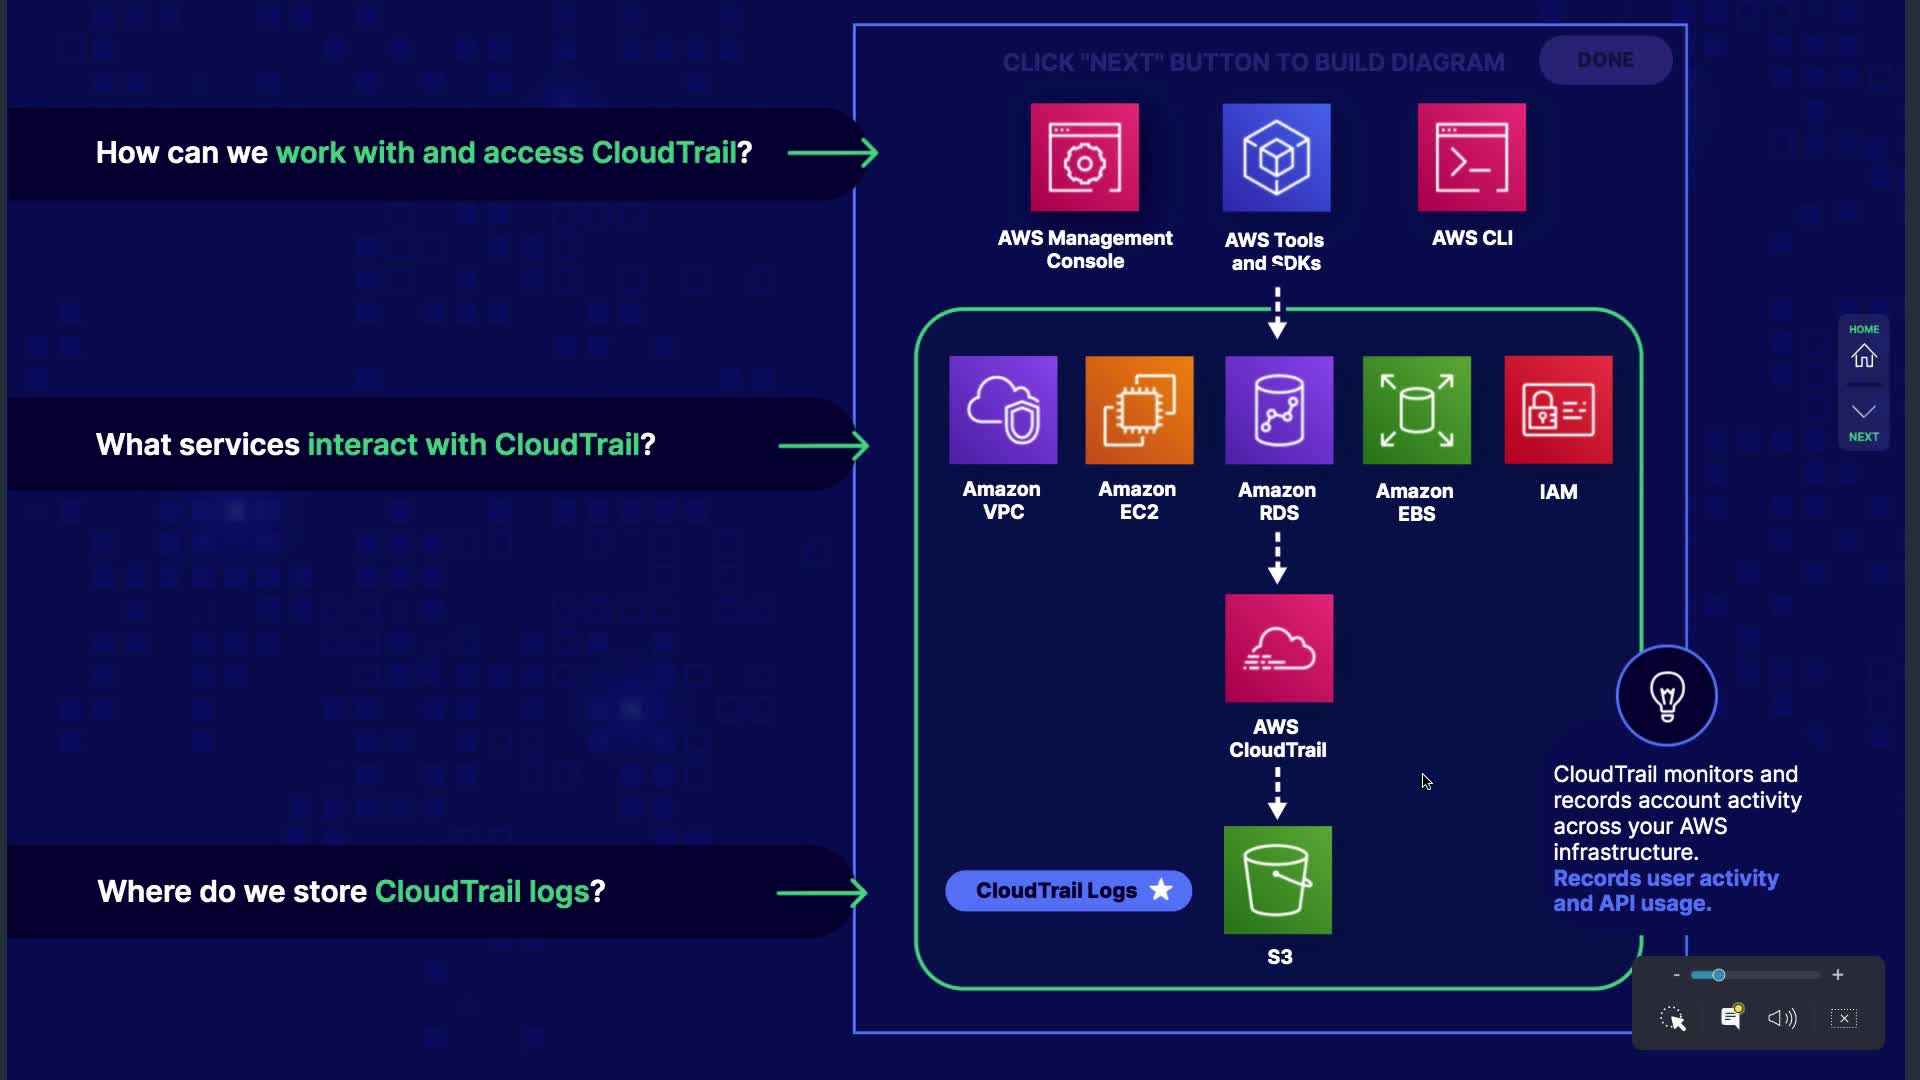 CLICK "NEXT" BUTTON TO BUILD DIAGRAM
DONE
How can we work with and access CloudTrail?
AWS Management
Console
AWS Tools
and SDKs
AWS CLI
HOME
NEXT
What services interact with CloudTrail?
Amazon
VPC
Amazon
EC2
Amazon
RDS
Amazon
EBS
IAM
AWS
CloudTrail
CloudTrail monitors and
records account activity
across your AWS
infrastructure.
Records user activity
and API usage.
Where do we store CloudTrail logs?
CloudTrail Logs
S3
- +